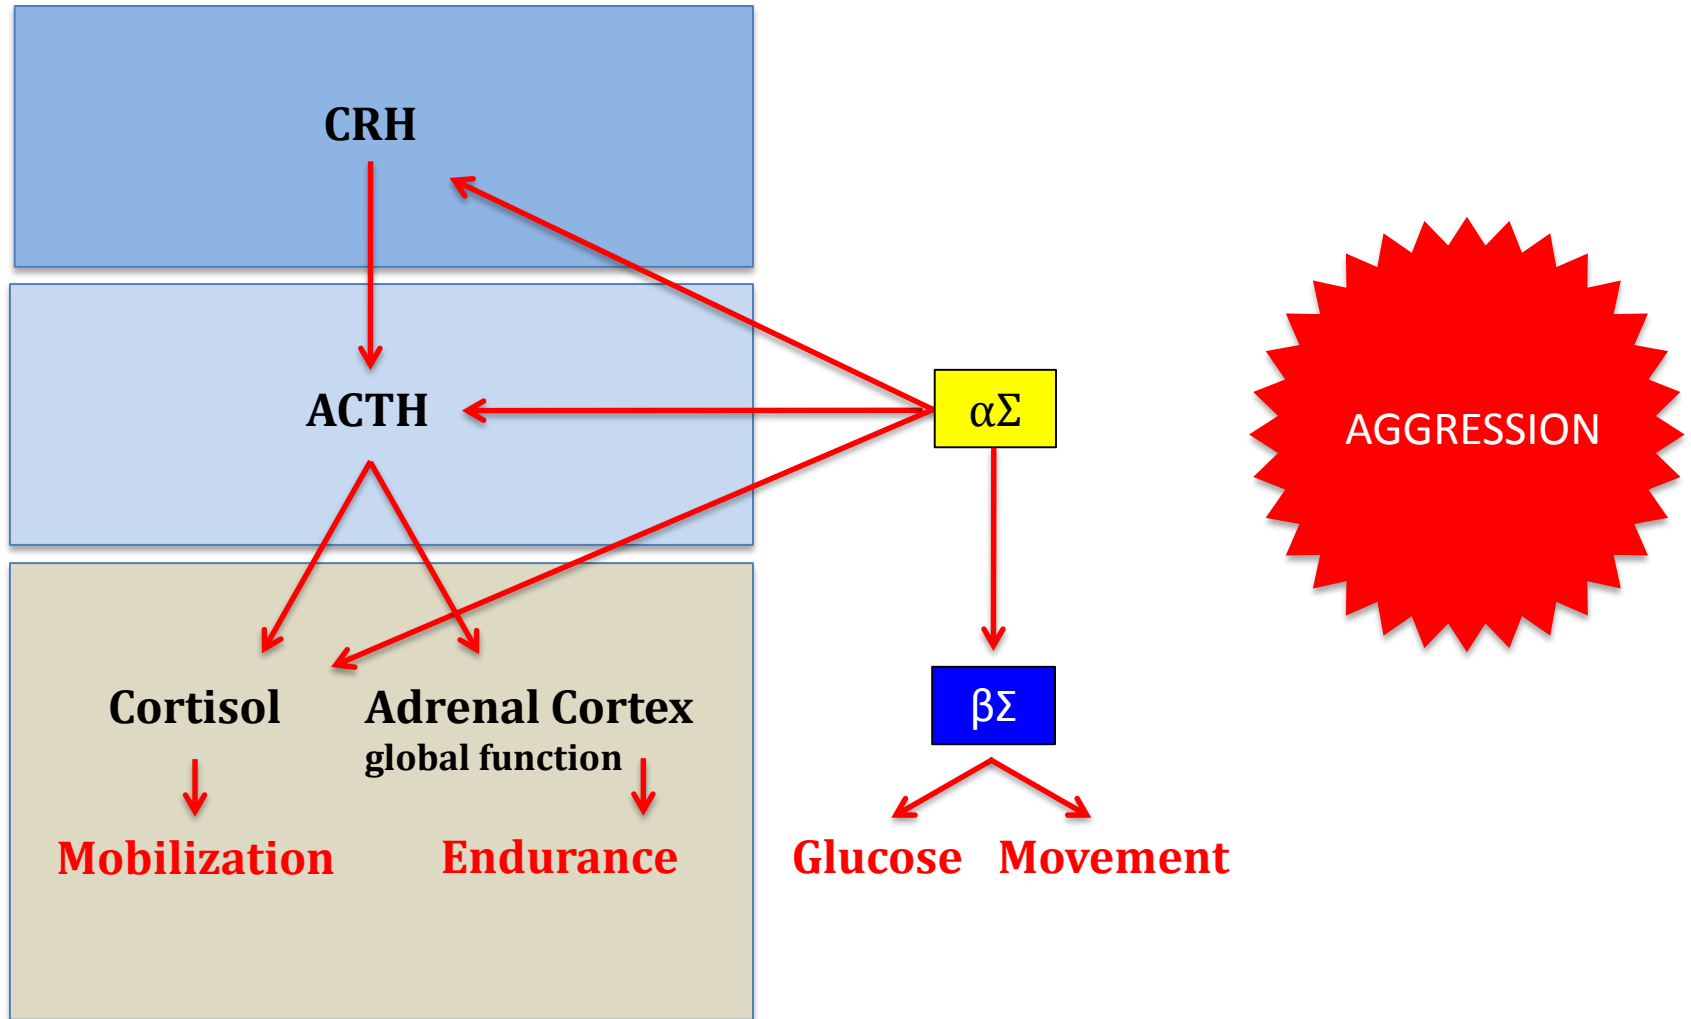 CRH
ACTH
αΣ
AGGRESSION
Cortisol
Adrenal Cortex
global function
βΣ
Mobilization
Endurance
Glucose
Movement